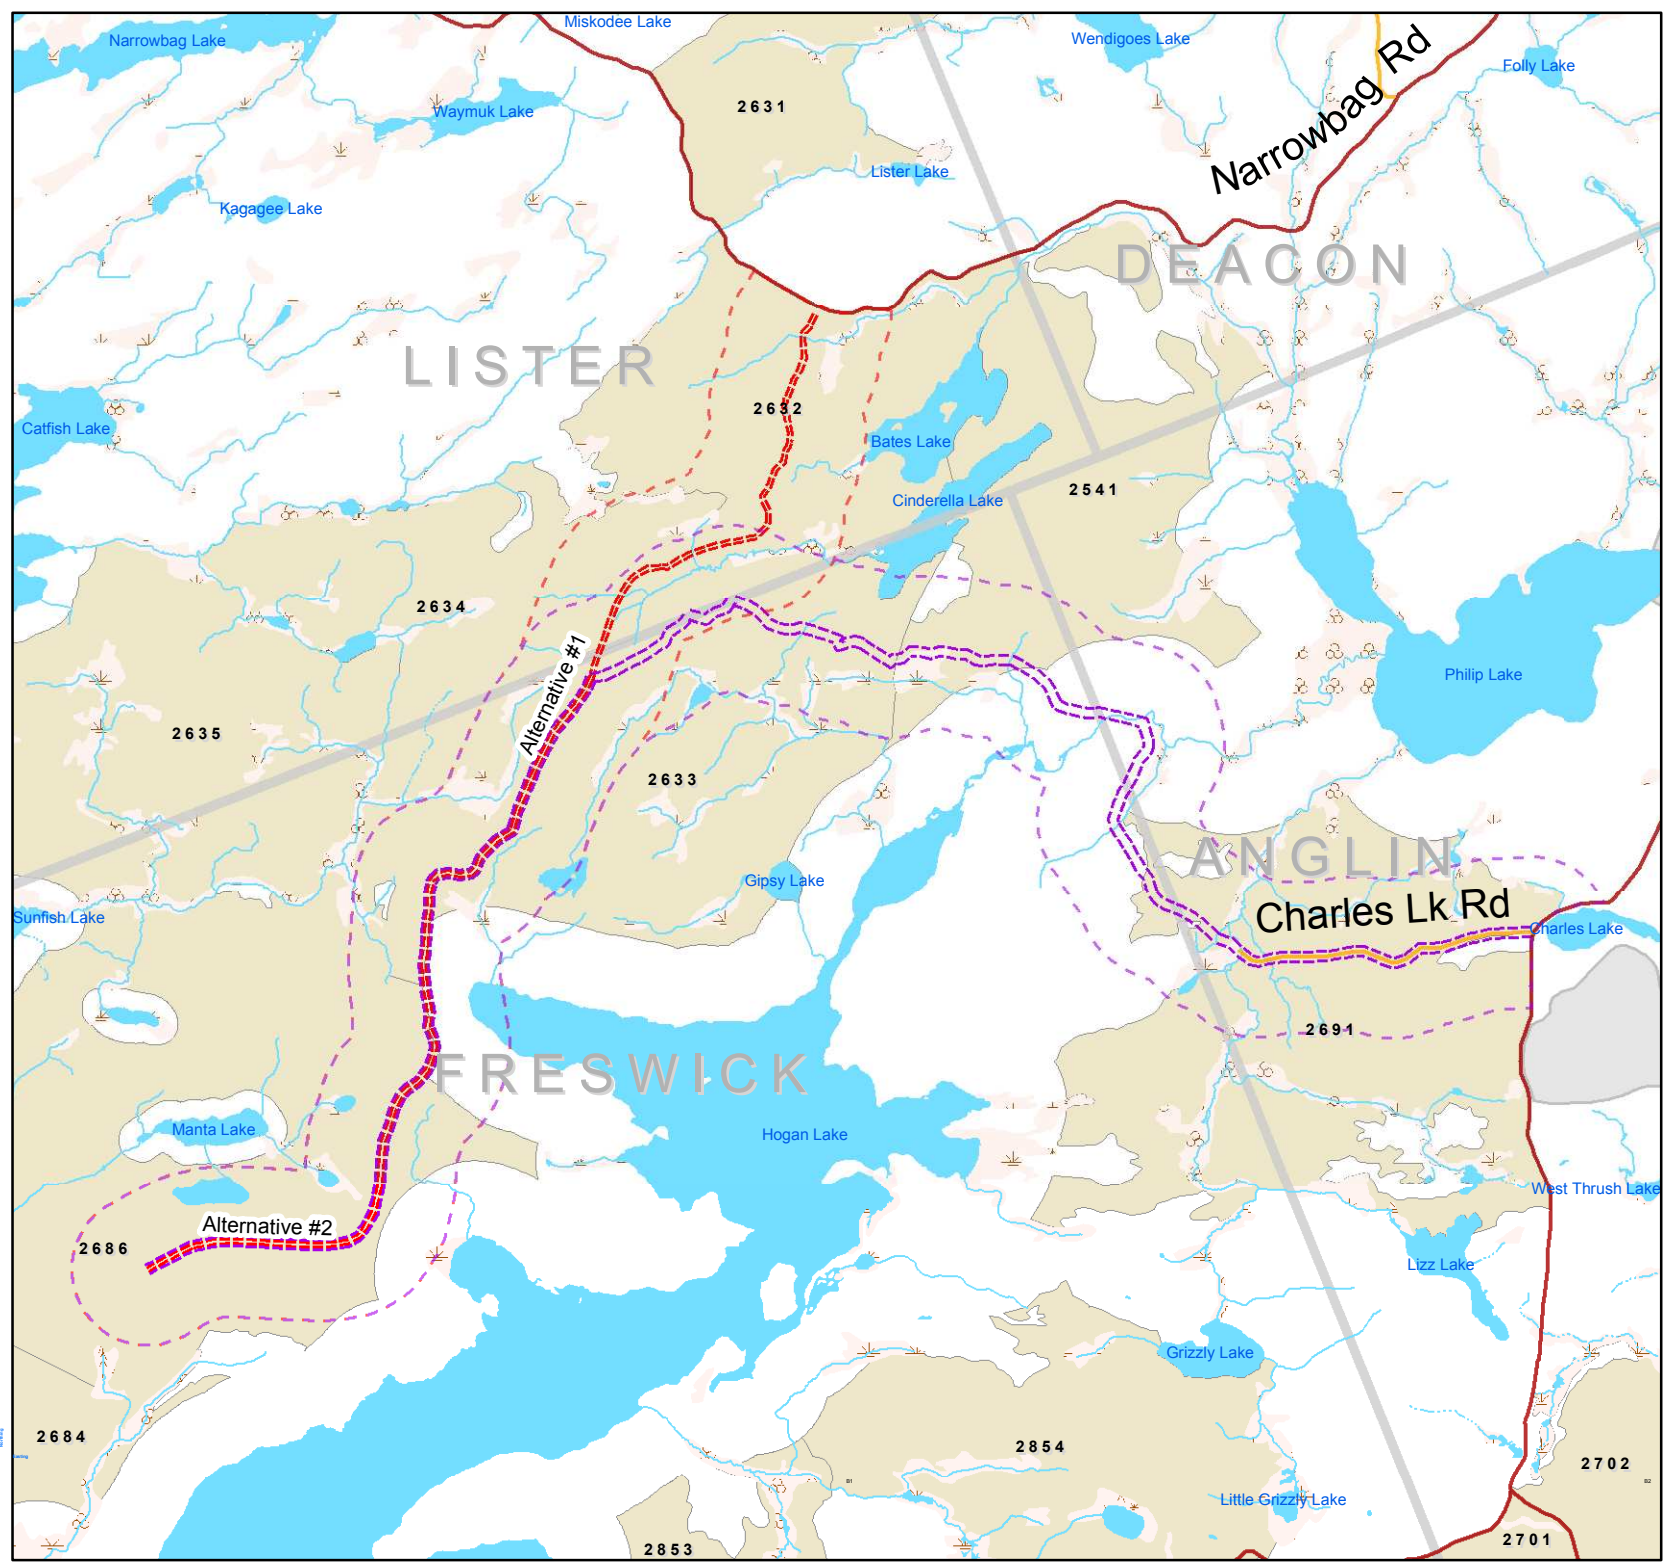 Miskodee Lake
Narrowbag Lake
Wendigoes Lake
Narrowbag Rd
Folly Lake
2631
Waymuk Lake
Lister Lake
Kagagee Lake
DEACON
LISTER
2632
Catfish Lake
Bates Lake
Cinderella Lake
2541
2634
Alternative #1
Philip Lake
2635
2633
ANGLIN
Gipsy Lake
Charles Lk Rd
Sunfish Lake
Charles Lake
2691
FRESWICK
Manta Lake
Hogan Lake
West Thrush Lake
Alternative #2
2686
Lizz Lake
Grizzly Lake
2684
2854
2702
B1
B2
Little Grizzly Lake
2701
2853